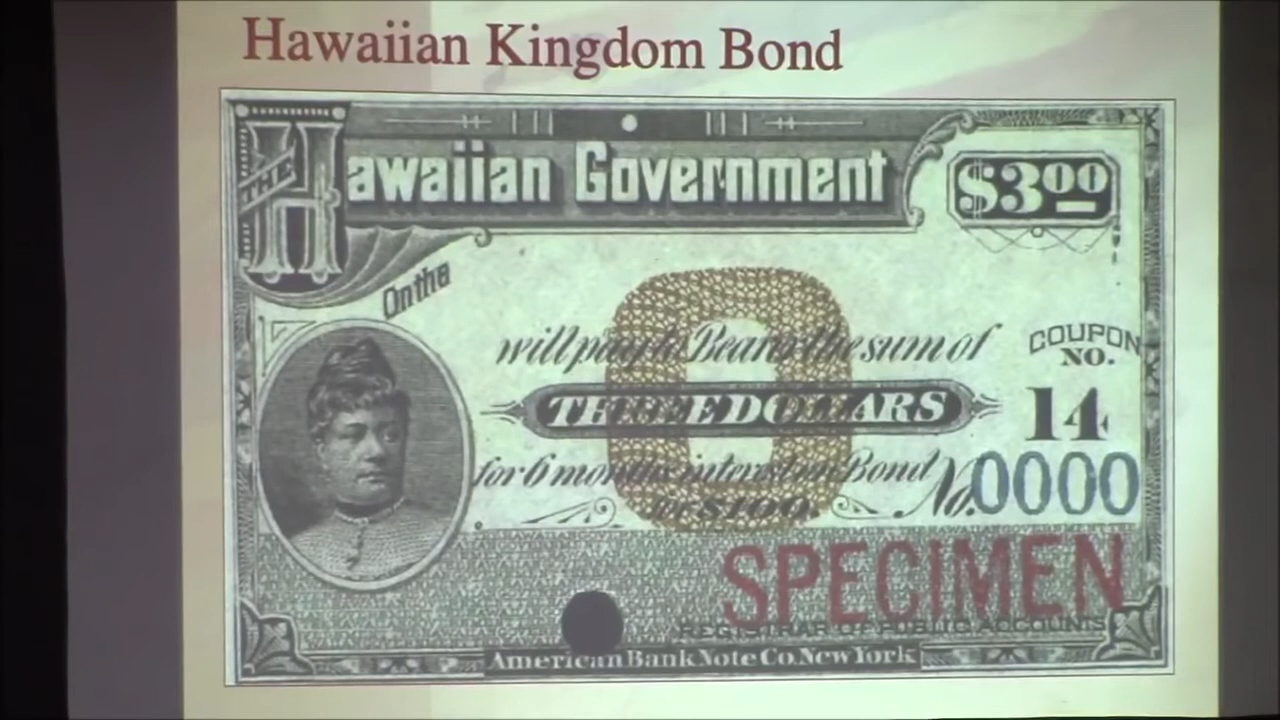 Hawaiian Kingdom Bond
THE
Hawaiian Government
$3.00
On the
will pay to Bearer the sum of
COUPON
NO.
THREE DOLLARS
14
for 6 months interest on Bond
No. 0000
for $100.
SPECIMEN
REGISTRAR OF PUBLIC ACCOUNTS
American Bank Note Co. New York